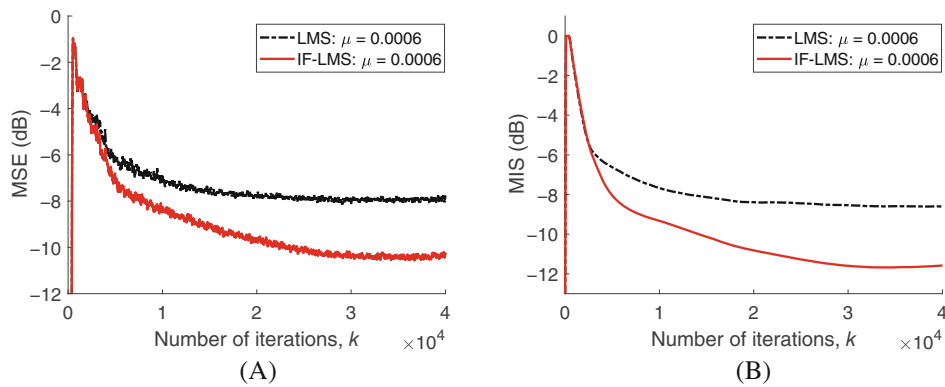 0
−2
−4
−6
−8
−10
−12
MSE (dB)
LMS: μ = 0.0006
IF-LMS: μ = 0.0006
0 1 2 3 4
Number of iterations, k
×10^4
(A)
0
−2
−4
−6
−8
−10
−12
MIS (dB)
LMS: μ = 0.0006
IF-LMS: μ = 0.0006
0 1 2 3 4
Number of iterations, k
×10^4
(B)